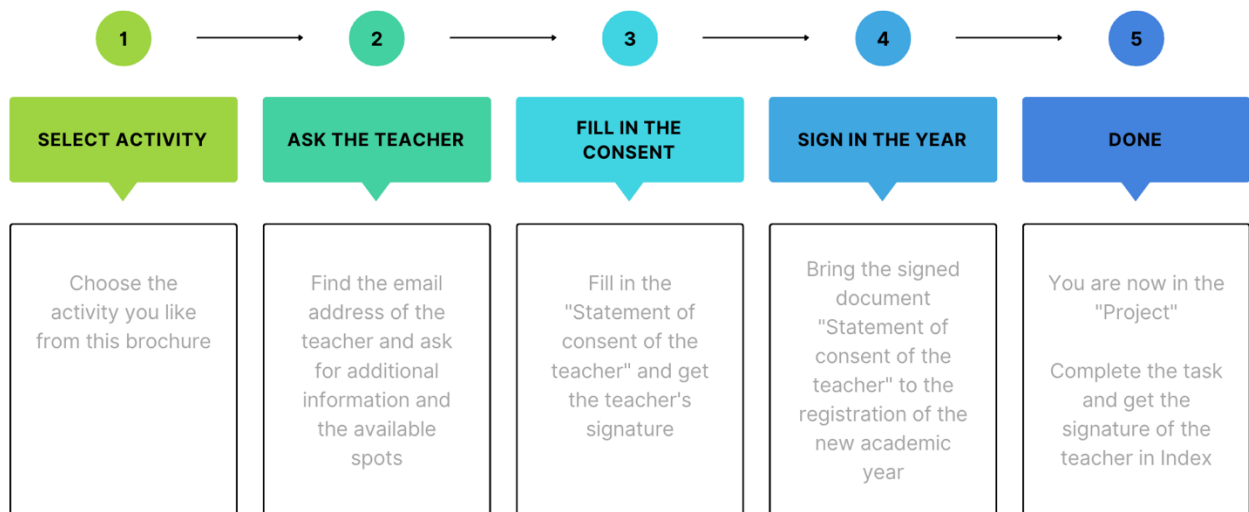 1
2
3
4
5
SELECT ACTIVITY
ASK THE TEACHER
FILL IN THE
CONSENT
SIGN IN THE YEAR
DONE
Choose the
activity you like
from this brochure
Find the email
address of the
teacher and ask
for additional
information and
the available
spots
Fill in the
"Statement of
consent of the
teacher" and get
the teacher's
signature
Bring the signed
document
"Statement of
consent of the
teacher" to the
registration of the
new academic
year
You are now in the
"Project"
Complete the task
and get the
signature of the
teacher in Index